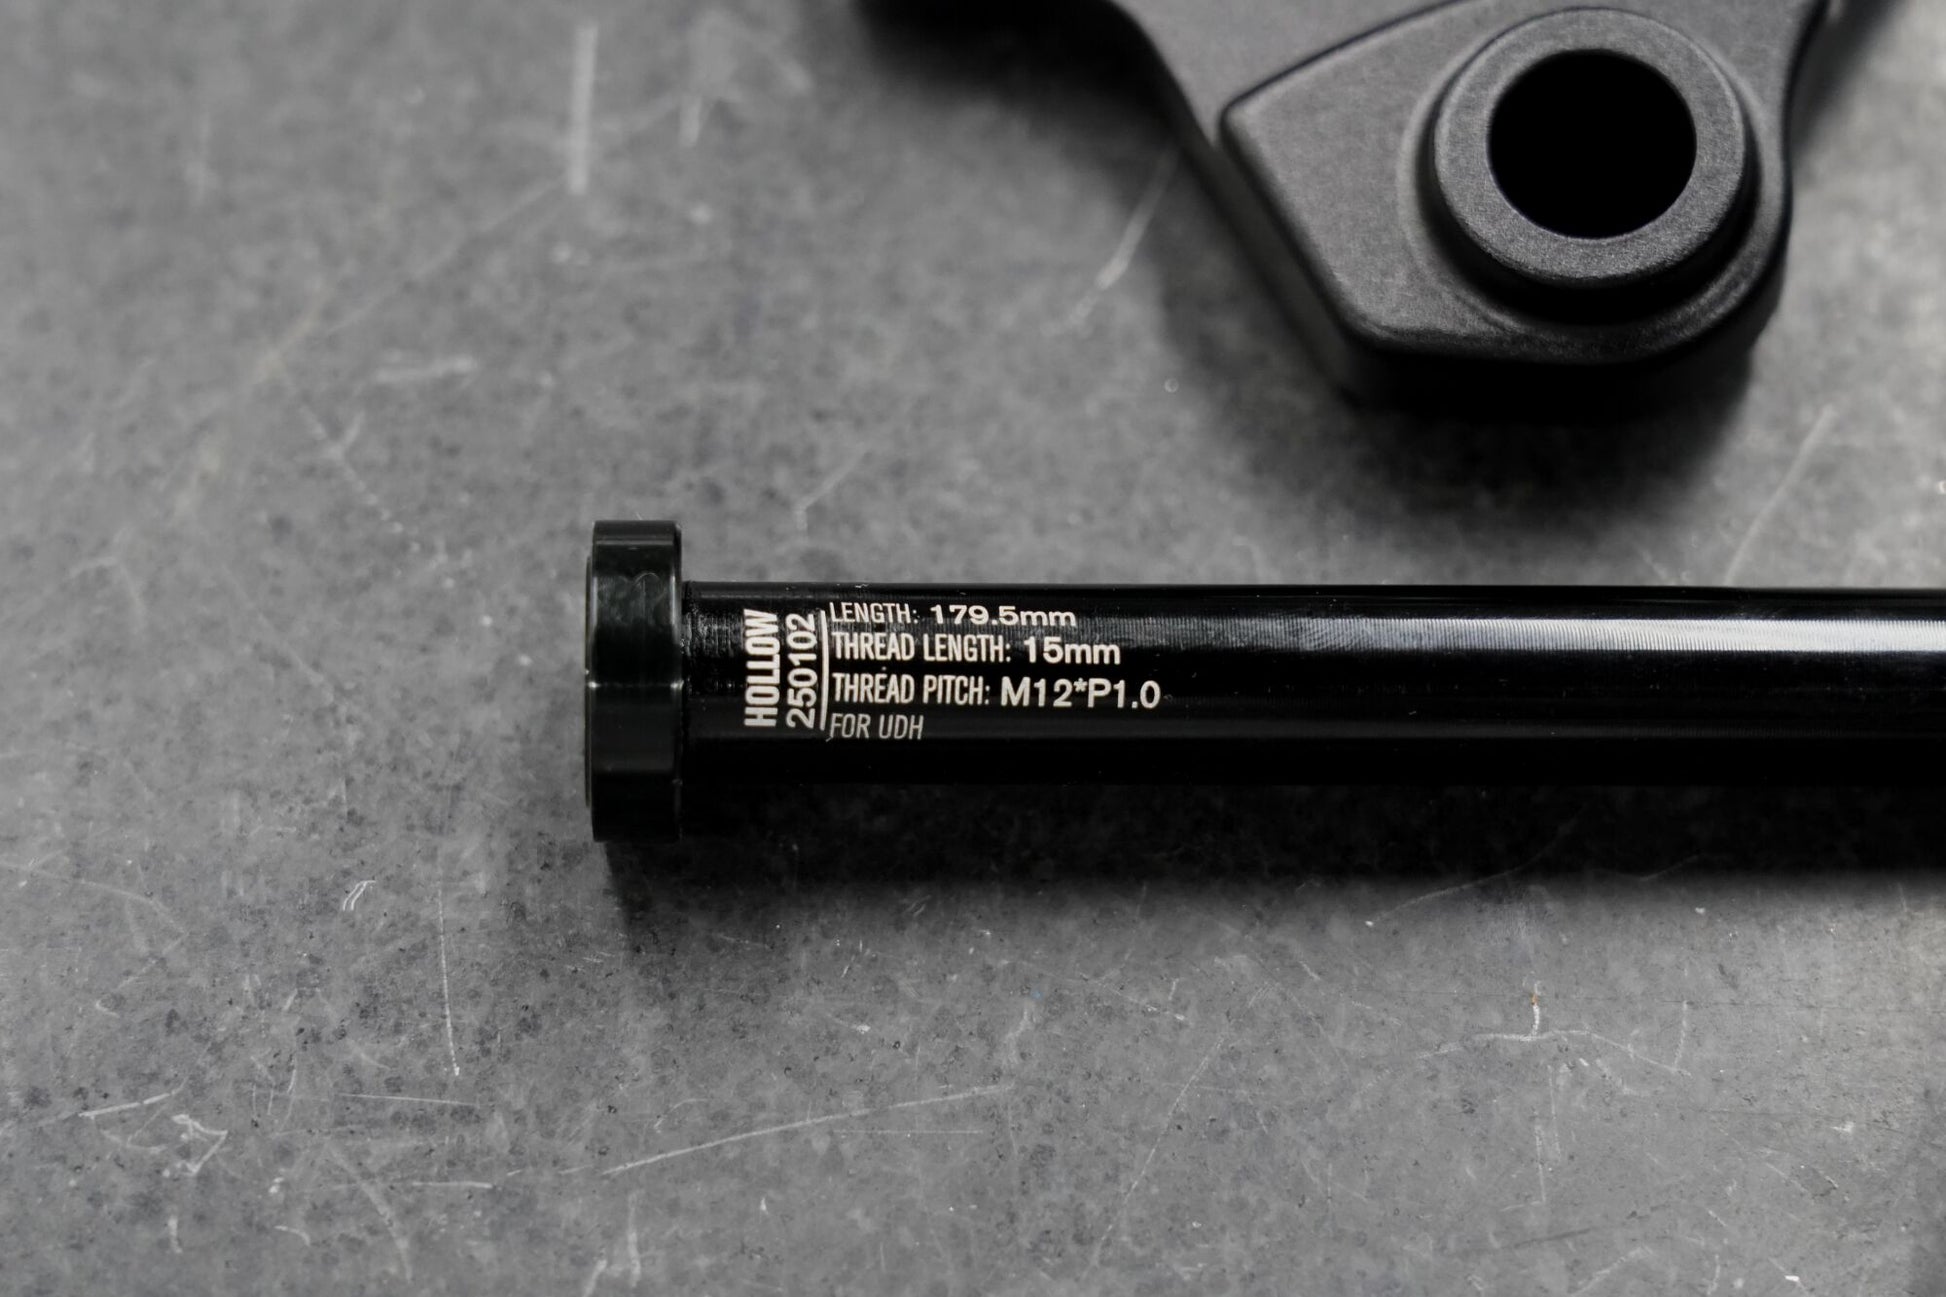 HOLLOW
250102
LENGTH: 179.5mm
THREAD LENGTH: 15mm
THREAD PITCH: M12*P1.0
FOR UDH